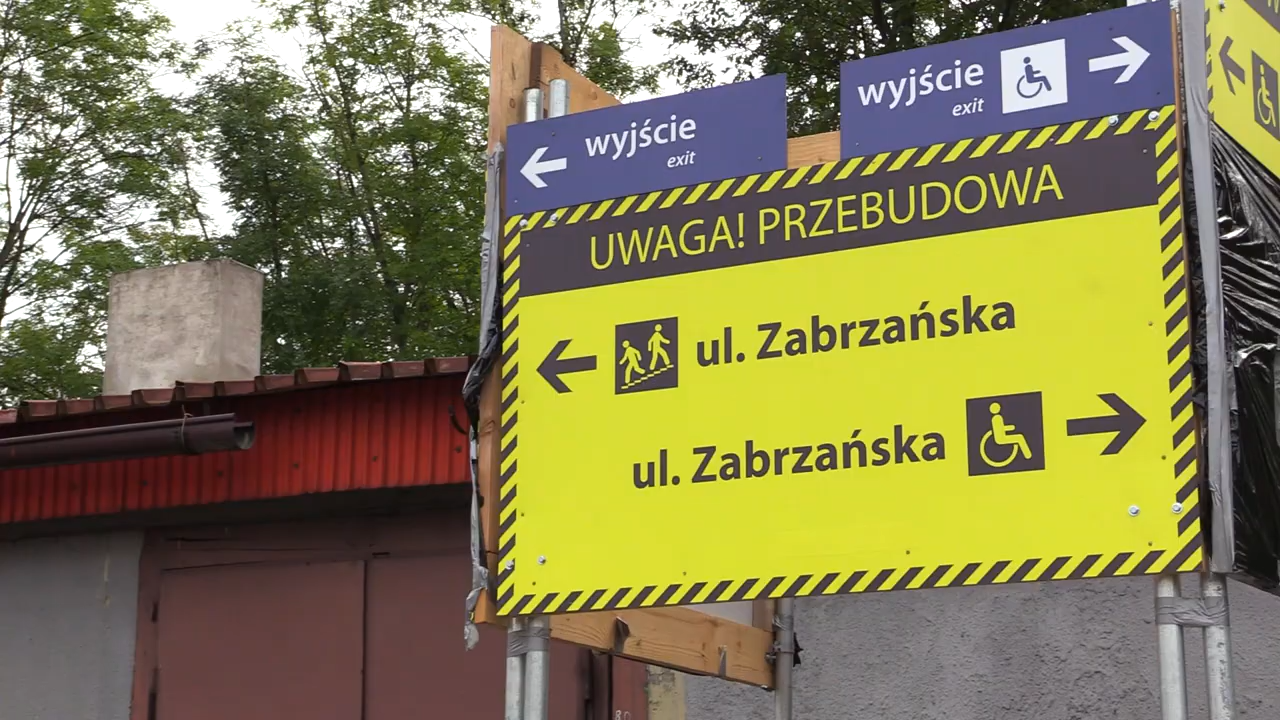 wyjście
exit
wyjście
exit
UWAGA! PRZEBUDOWA
ul. Zabrzańska
ul. Zabrzańska